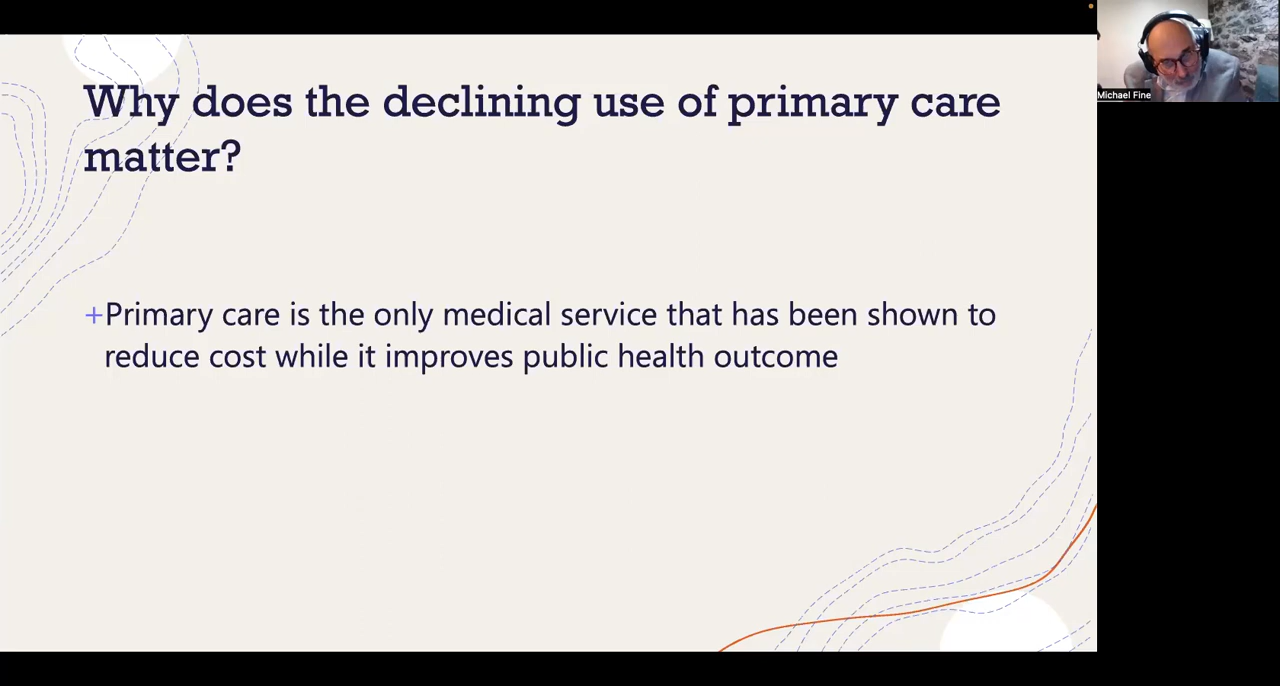 Why does the declining use of primary care
matter?
+Primary care is the only medical service that has been shown to
reduce cost while it improves public health outcome
Michael Fine